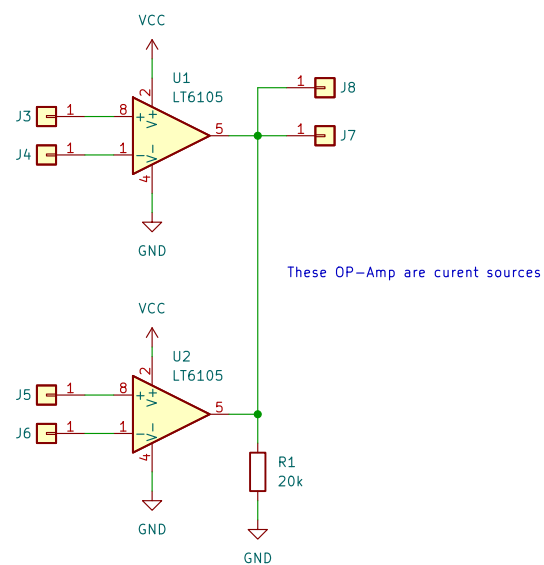 VCC
U1
LT6105
2
J3 1 8 + V+ 5 1 J8
1 J7
J4 1 1 - V-
4
GND
These OP-Amp are curent sources
VCC
U2
LT6105
2
J5 1 8 + V+ 5
J6 1 1 - V-
4
R1
20k
GND
GND